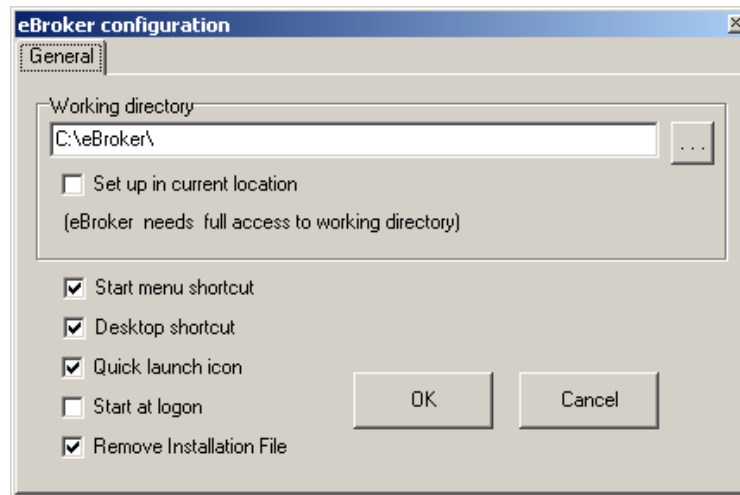 eBroker configuration
General
Working directory
C:\eBroker\
...
Set up in current location
(eBroker needs full access to working directory)
Start menu shortcut
Desktop shortcut
Quick launch icon
Start at logon
Remove Installation File
OK
Cancel